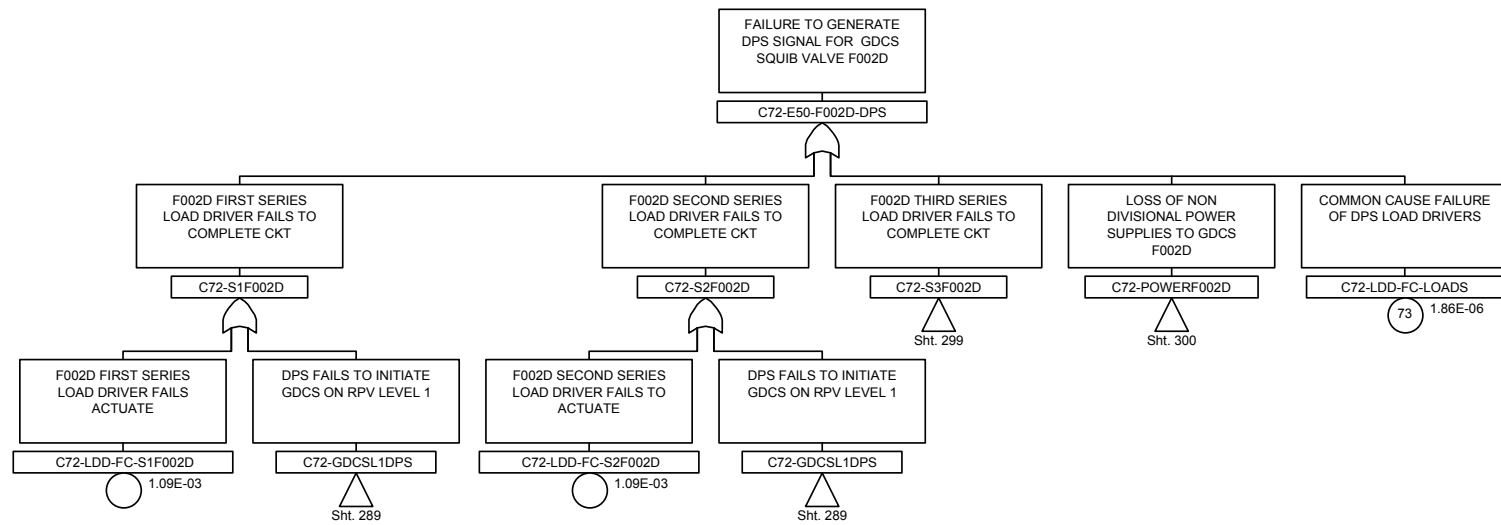 FAILURE TO GENERATE
DPS SIGNAL FOR GDCS
SQUIB VALVE F002D
C72-E50-F002D-DPS
F002D FIRST SERIES
LOAD DRIVER FAILS TO
COMPLETE CKT
C72-S1F002D
F002D SECOND SERIES
LOAD DRIVER FAILS TO
COMPLETE CKT
C72-S2F002D
F002D THIRD SERIES
LOAD DRIVER FAILS TO
COMPLETE CKT
C72-S3F002D
Sht. 299
LOSS OF NON
DIVISIONAL POWER
SUPPLIES TO GDCS
F002D
C72-POWERF002D
Sht. 300
COMMON CAUSE FAILURE
OF DPS LOAD DRIVERS
C72-LDD-FC-LOADS
73
1.86E-06
F002D FIRST SERIES
LOAD DRIVER FAILS
ACTUATE
C72-LDD-FC-S1F002D
1.09E-03
DPS FAILS TO INITIATE
GDCS ON RPV LEVEL 1
C72-GDCSL1DPS
Sht. 289
F002D SECOND SERIES
LOAD DRIVER FAILS TO
ACTUATE
C72-LDD-FC-S2F002D
1.09E-03
DPS FAILS TO INITIATE
GDCS ON RPV LEVEL 1
C72-GDCSL1DPS
Sht. 289